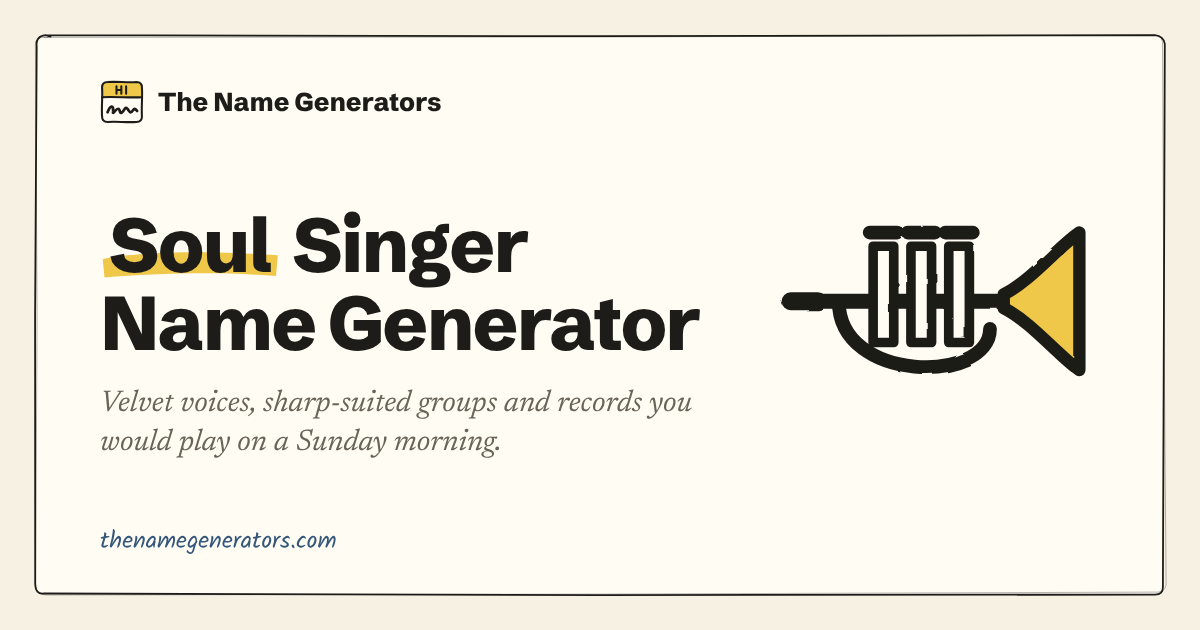 HI
The Name Generators
Soul Singer
Name Generator
Velvet voices, sharp-suited groups and records you
would play on a Sunday morning.
thenamegenerators.com